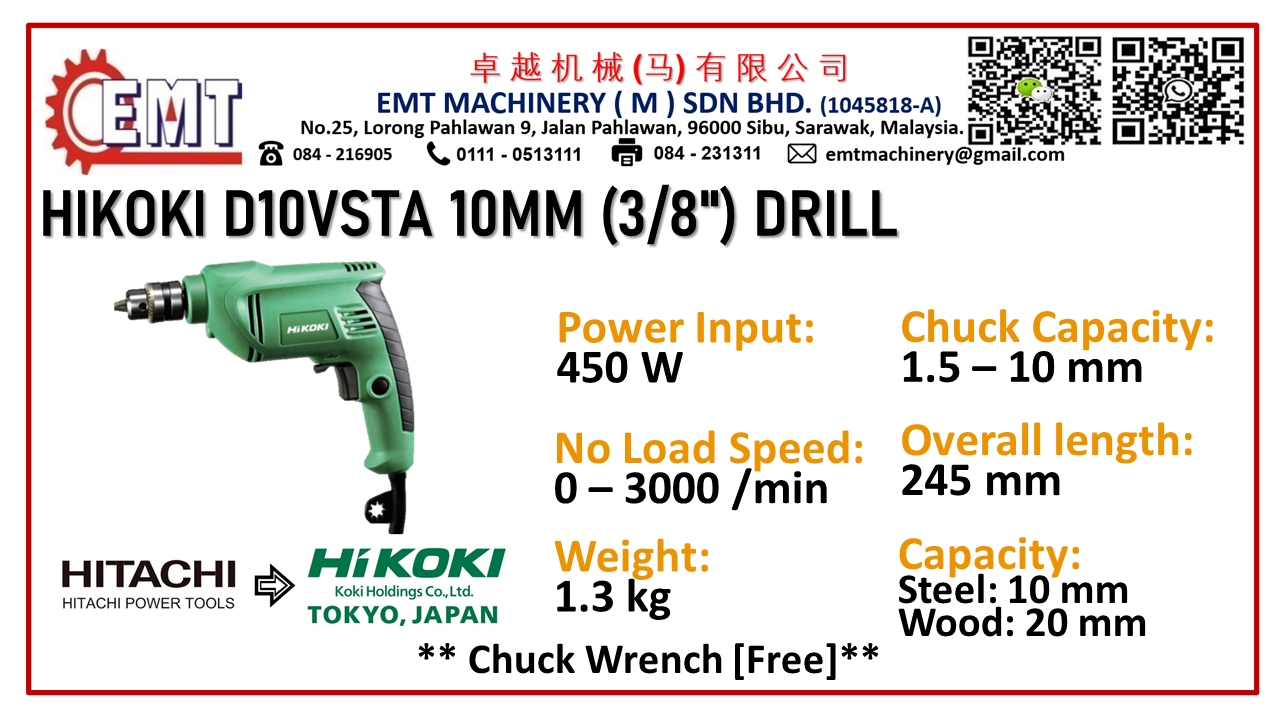 EMT
卓越机械(马)有限公司
EMT MACHINERY ( M ) SDN BHD. (1045818-A)
No.25, Lorong Pahlawan 9, Jalan Pahlawan, 96000 Sibu, Sarawak, Malaysia.
084 - 216905 0111 - 0513111 084 - 231311 emtmachinery@gmail.com
HIKOKI D10VSTA 10MM (3/8") DRILL
HiKOKI
Power Input:
450 W
Chuck Capacity:
1.5 – 10 mm
No Load Speed:
0 – 3000 /min
Overall length:
245 mm
Weight:
1.3 kg
Capacity:
Steel: 10 mm
Wood: 20 mm
HITACHI
HITACHI POWER TOOLS
HiKOKI
Koki Holdings Co., Ltd.
TOKYO, JAPAN
** Chuck Wrench [Free]**